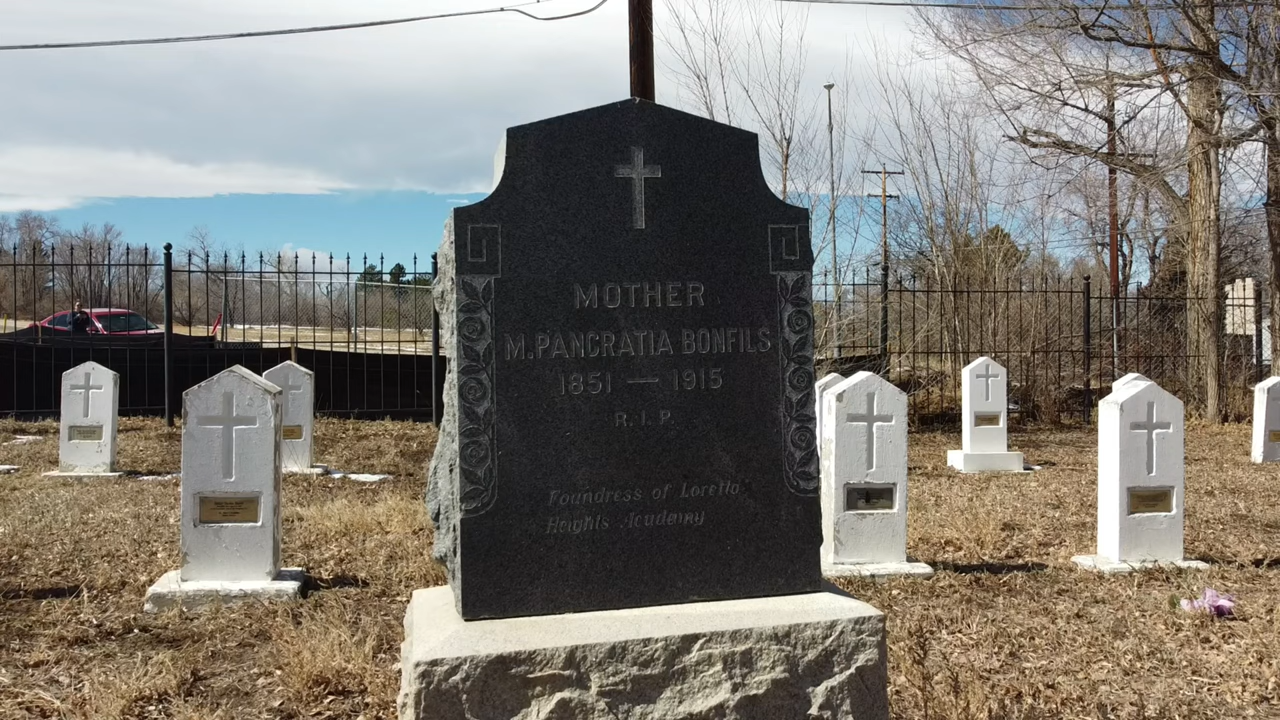 MOTHER
M. PANCRATIA BONFILS
1851 — 1915
R. I. P.
Foundress of Loretto
Heights Academy